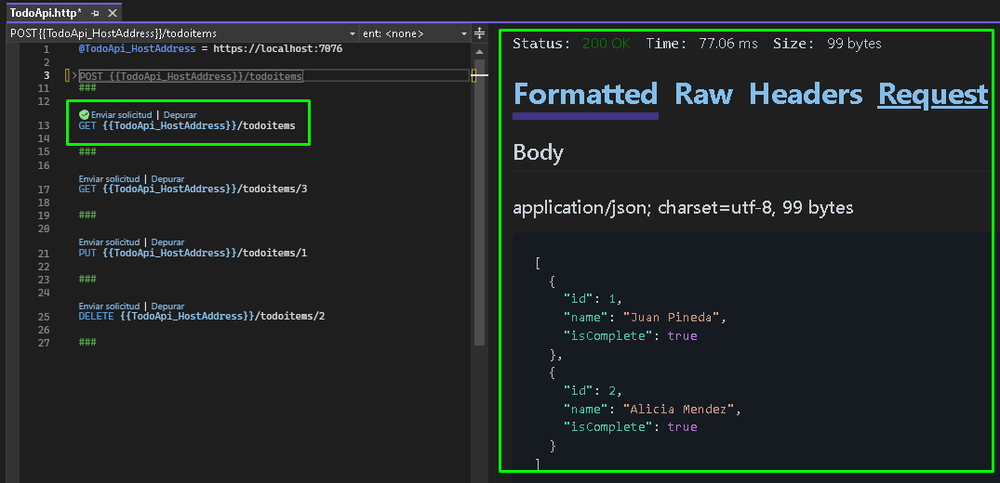 TodoApi.http*
POST{{TodoApi_HostAddress}}/todoitems
ent: <none>
1 @TodoApi_HostAddress = https://localhost:7076
2
3 POST {{TodoApi_HostAddress}}/todoitems
11 ###
12
Enviar solicitud | Depurar
13 GET {{TodoApi_HostAddress}}/todoitems
14
15 ###
16
Enviar solicitud | Depurar
17 GET {{TodoApi_HostAddress}}/todoitems/3
18
19 ###
20
Enviar solicitud | Depurar
21 PUT {{TodoApi_HostAddress}}/todoitems/1
22
23 ###
24
Enviar solicitud | Depurar
25 DELETE {{TodoApi_HostAddress}}/todoitems/2
26
27 ###
Status: 200 OK Time: 77.06 ms Size: 99 bytes
Formatted Raw Headers Request
Body
application/json; charset=utf-8, 99 bytes
[
{
"id": 1,
"name": "Juan Pineda",
"isComplete": true
},
{
"id": 2,
"name": "Alicia Mendez",
"isComplete": true
}
]